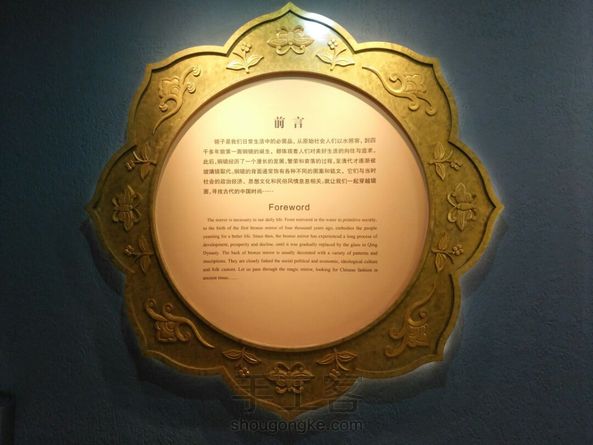 前言
镜子是我们日常生活中的必需品，从原始社会人们以水照容，到四
千多年前第一面铜镜的诞生，都体现着人们对美好生活的向往与追求。
此后，铜镜经历了一个漫长的发展、繁荣和衰落的过程，至清代才逐渐被
玻璃镜取代。铜镜的背面通常饰有各种不同的图案和铭文，它们与当时
社会的政治经济、思想文化和民俗风情息息相关。就让我们一起穿越镜
面，寻找古代的中国时尚……
Foreword
The mirror is necessity in our daily life. From mirrored in the water in primitive society,
to the birth of the first bronze mirror of four thousand years ago, embodies the people
yearning for a better life. Since then, the bronze mirror has experienced a long process of
development, prosperity and decline, until it was gradually replaced by the glass in Qing
Dynasty. The back of bronze mirror is usually decorated with a variety of patterns and
inscriptions. They are closely linked the social political and economic, ideological culture
and folk custom. Let us pass through the magic mirror, looking for Chinese fashion in
ancient times……
手工客
shougongke.com